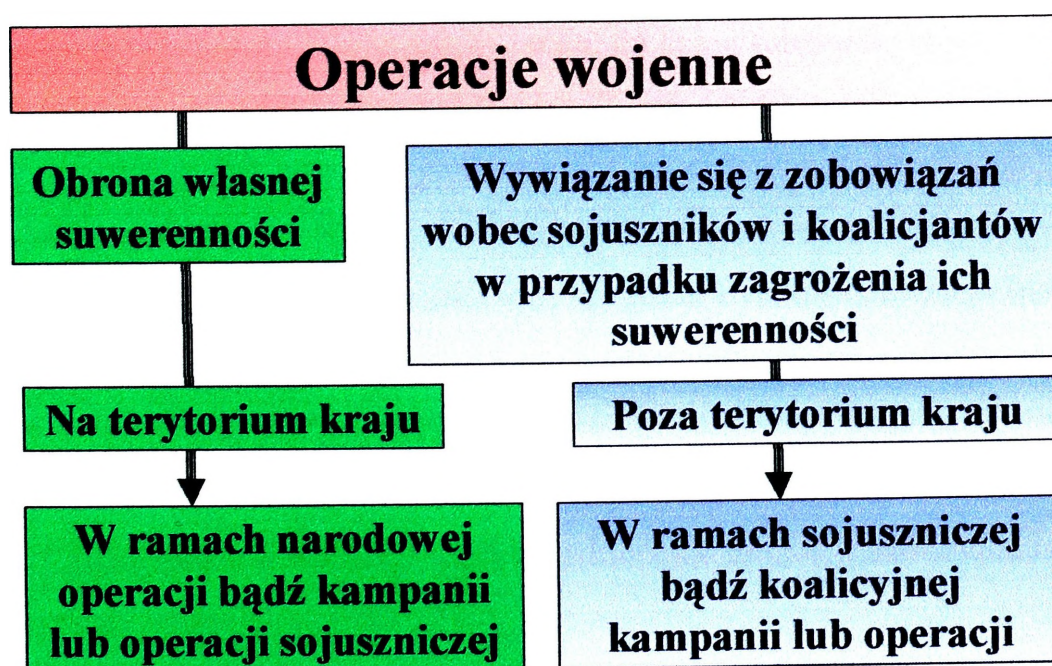 Operacje wojenne
Obrona własnej
suwerenności
Wywiązanie się z zobowiązań
wobec sojuszników i koalicjantów
w przypadku zagrożenia ich
suwerenności
Na terytorium kraju
Poza terytorium kraju
W ramach narodowej
operacji bądź kampanii
lub operacji sojuszniczej
W ramach sojuszniczej
bądź koalicyjnej
kampanii lub operacji